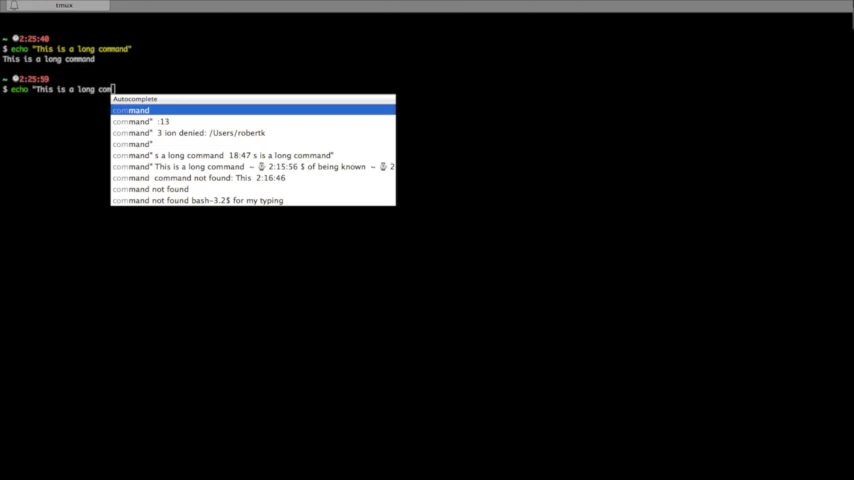 tmux
~ 2:25:40
$ echo "This is a long command"
This is a long command
~ 2:25:59
$ echo "This is a long com
Autocomplete
command
command" :13
command" 3 ion denied: /Users/robertk
command"
command" s a long command 18:47 s is a long command"
command" This is a long command ~ 2:15:56 $ of being known ~ 2
command command not found: This 2:16:46
command not found
command not found bash-3.2$ for my typing